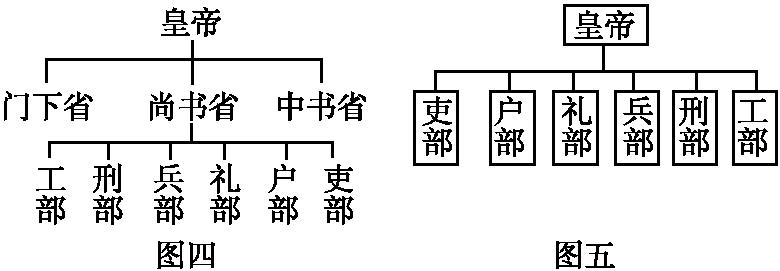 皇帝
门下省 尚书省 中书省
工部 刑部 兵部 礼部 户部 吏部
图四
皇帝
吏部 户部 礼部 兵部 刑部 工部
图五